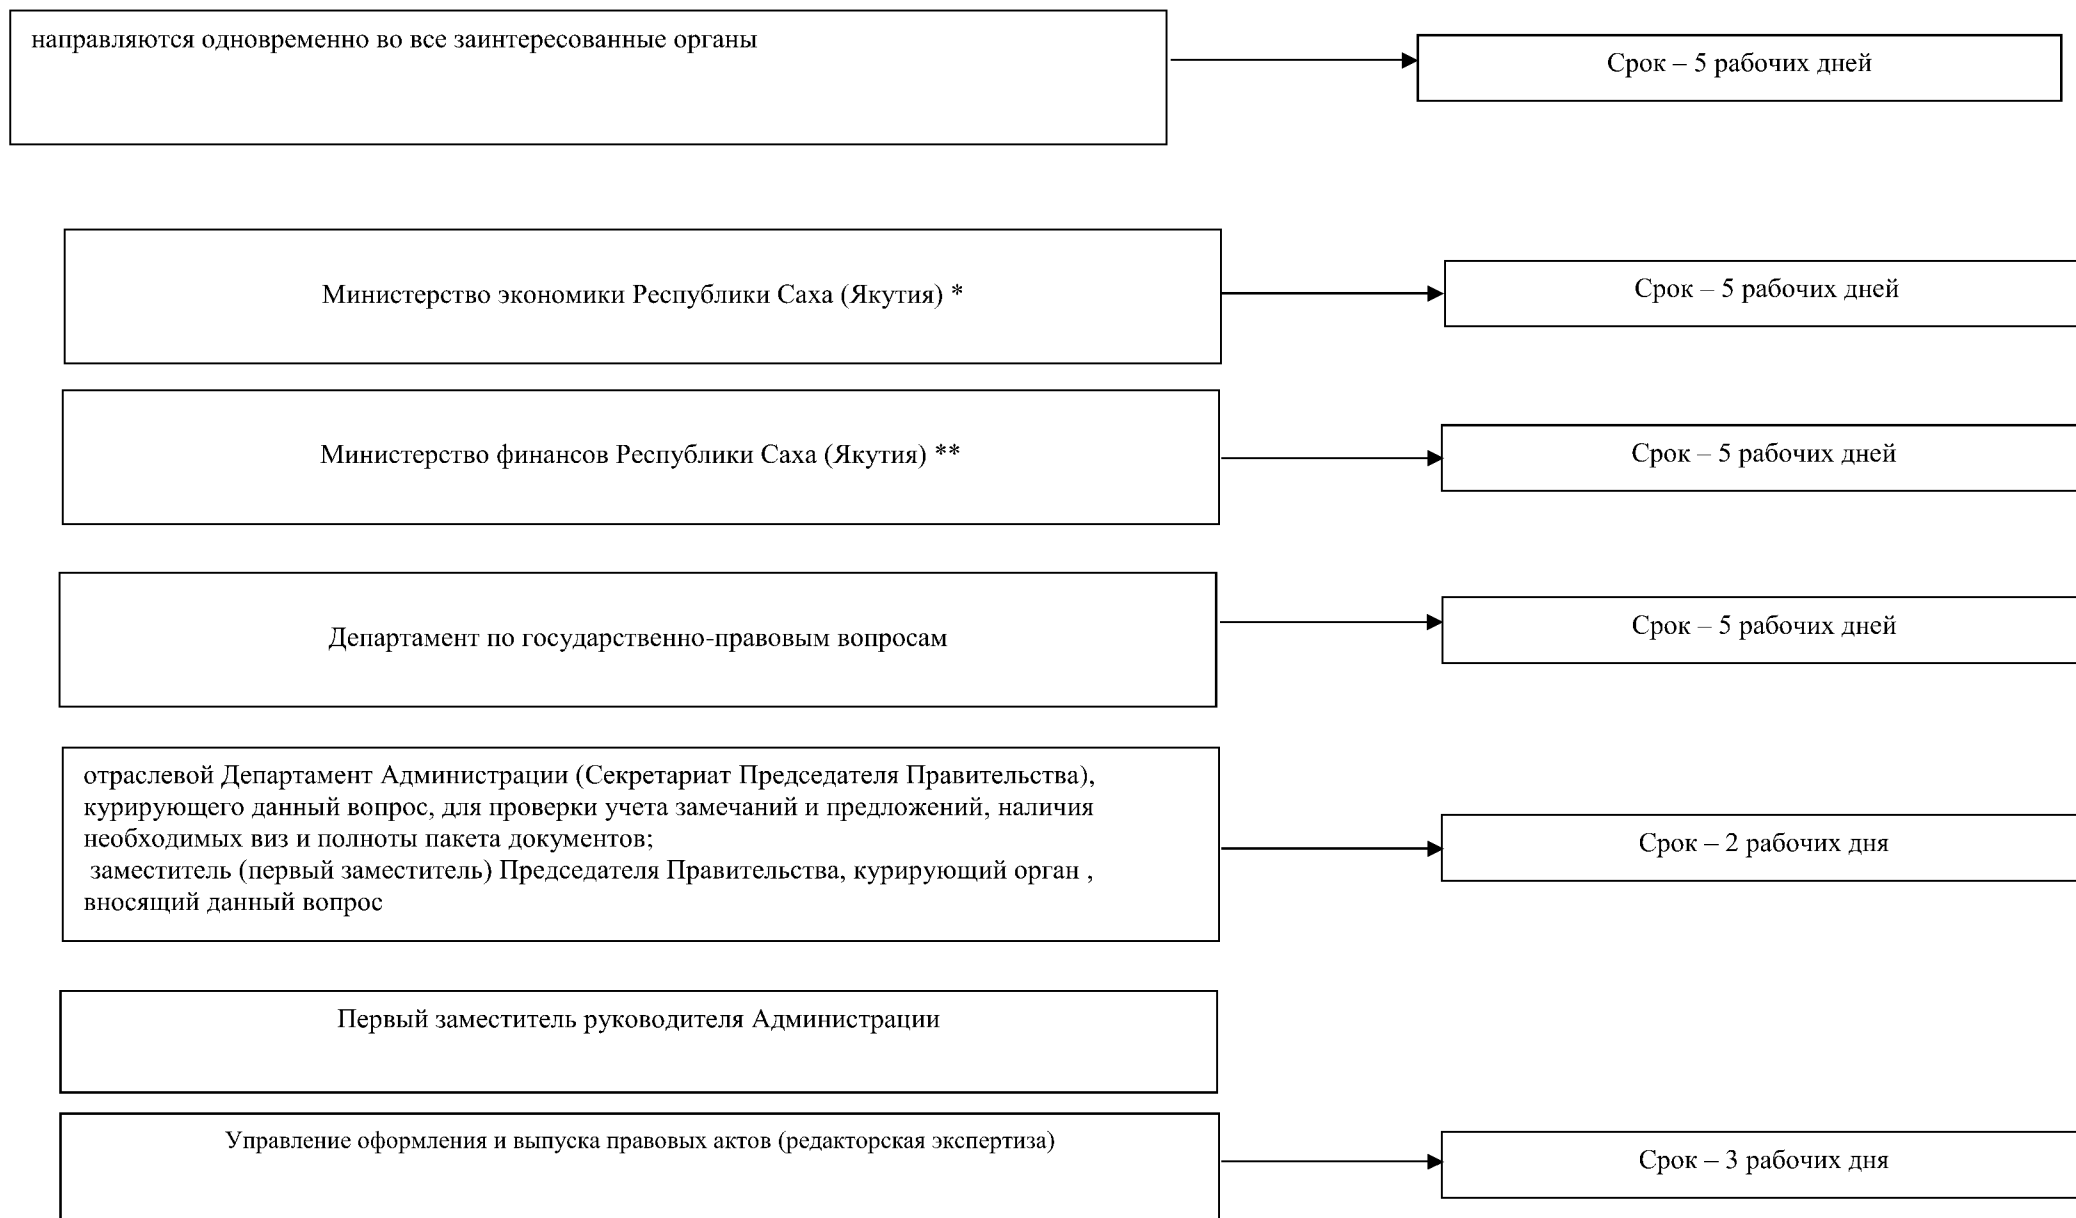 направляются одновременно во все заинтересованные органы
Срок – 5 рабочих дней
Министерство экономики Республики Саха (Якутия) *
Срок – 5 рабочих дней
Министерство финансов Республики Саха (Якутия) **
Срок – 5 рабочих дней
Департамент по государственно-правовым вопросам
Срок – 5 рабочих дней
отраслевой Департамент Администрации (Секретариат Председателя Правительства),
курирующего данный вопрос, для проверки учета замечаний и предложений, наличия
необходимых виз и полноты пакета документов;
заместитель (первый заместитель) Председателя Правительства, курирующий орган ,
вносящий данный вопрос
Срок – 2 рабочих дня
Первый заместитель руководителя Администрации
Управление оформления и выпуска правовых актов (редакторская экспертиза)
Срок – 3 рабочих дня